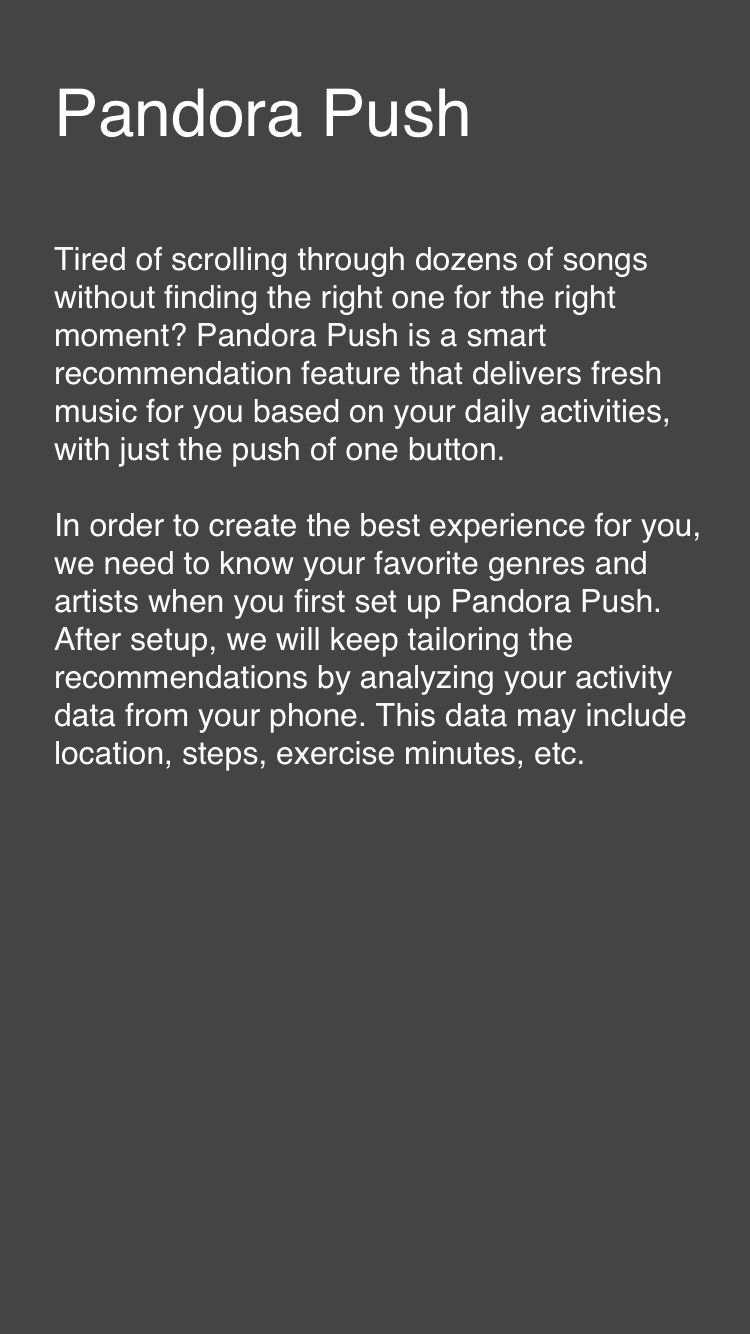 Pandora Push
Tired of scrolling through dozens of songs
without finding the right one for the right
moment? Pandora Push is a smart
recommendation feature that delivers fresh
music for you based on your daily activities,
with just the push of one button.
In order to create the best experience for you,
we need to know your favorite genres and
artists when you first set up Pandora Push.
After setup, we will keep tailoring the
recommendations by analyzing your activity
data from your phone. This data may include
location, steps, exercise minutes, etc.